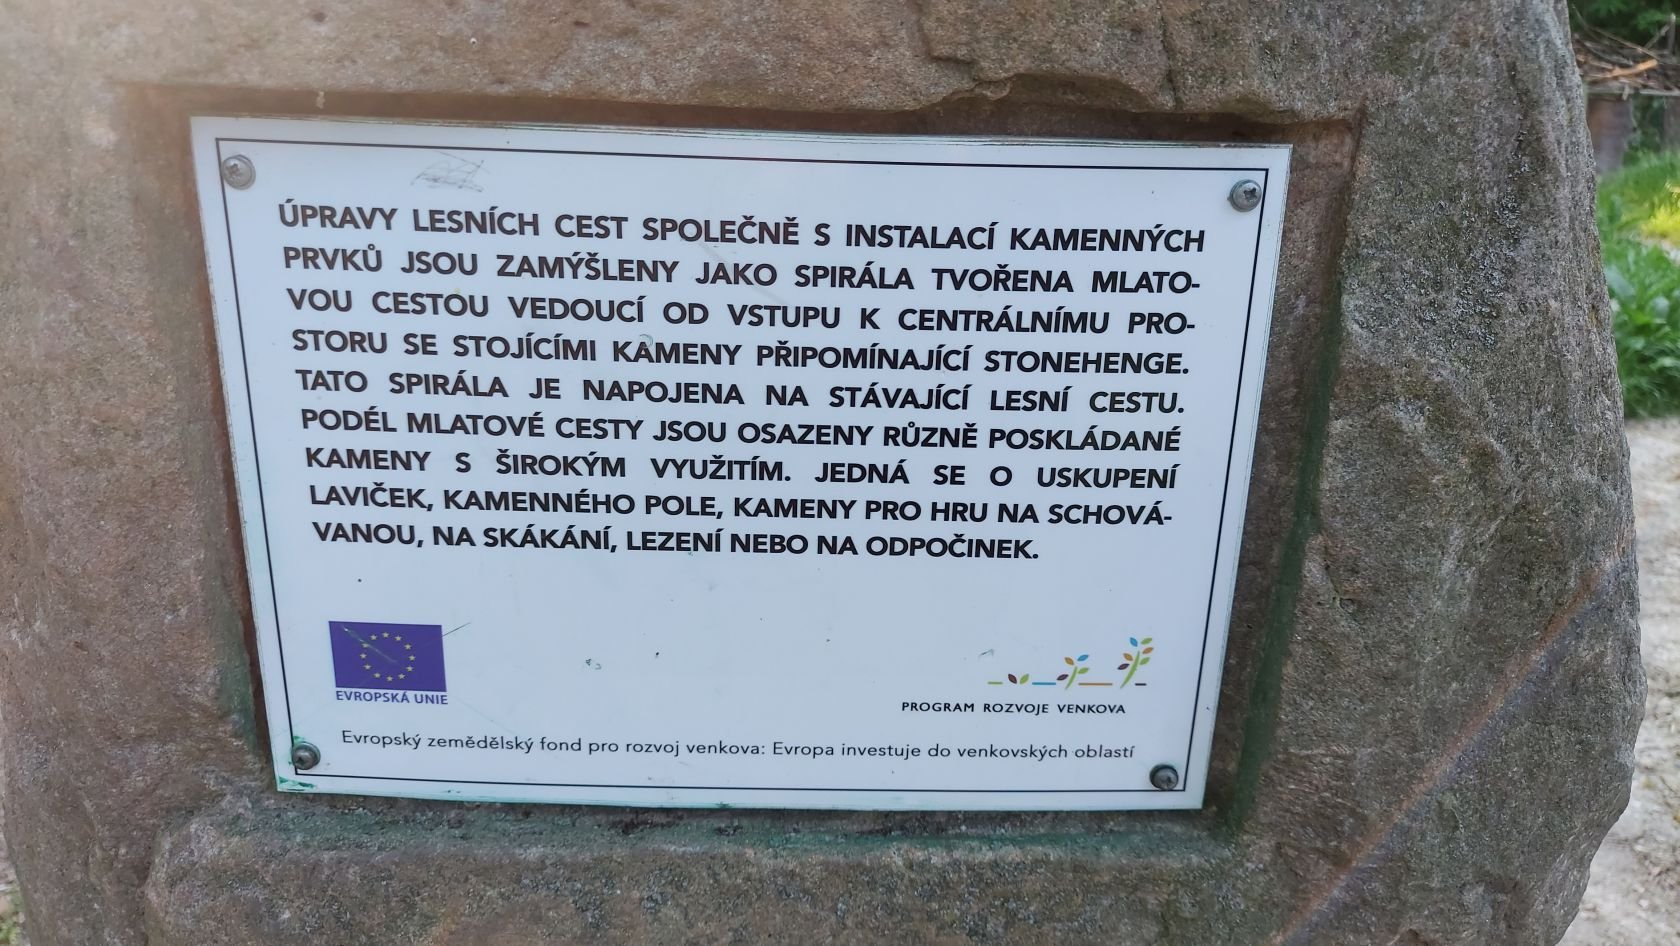 ÚPRAVY LESNÍCH CEST SPOLEČNĚ S INSTALACÍ KAMENNÝCH
PRVKŮ JSOU ZAMÝŠLENY JAKO SPIRÁLA TVOŘENA MLATO-
VOU CESTOU VEDOUCÍ OD VSTUPU K CENTRÁLNÍMU PRO-
STORU SE STOJÍCÍMI KAMENY PŘIPOMÍNAJÍCÍ STONEHENGE.
TATO SPIRÁLA JE NAPOJENA NA STÁVAJÍCÍ LESNÍ CESTU.
PODÉL MLATOVÉ CESTY JSOU OSAZENY RŮZNĚ POSKLÁDANÉ
KAMENY S ŠIROKÝM VYUŽITÍM. JEDNÁ SE O USKUPENÍ
LAVIČEK, KAMENNÉHO POLE, KAMENY PRO HRU NA SCHOVÁ-
VANOU, NA SKÁKÁNÍ, LEZENÍ NEBO NA ODPOČINEK.
EVROPSKÁ UNIE
PROGRAM ROZVOJE VENKOVA
Evropský zemědělský fond pro rozvoj venkova: Evropa investuje do venkovských oblastí